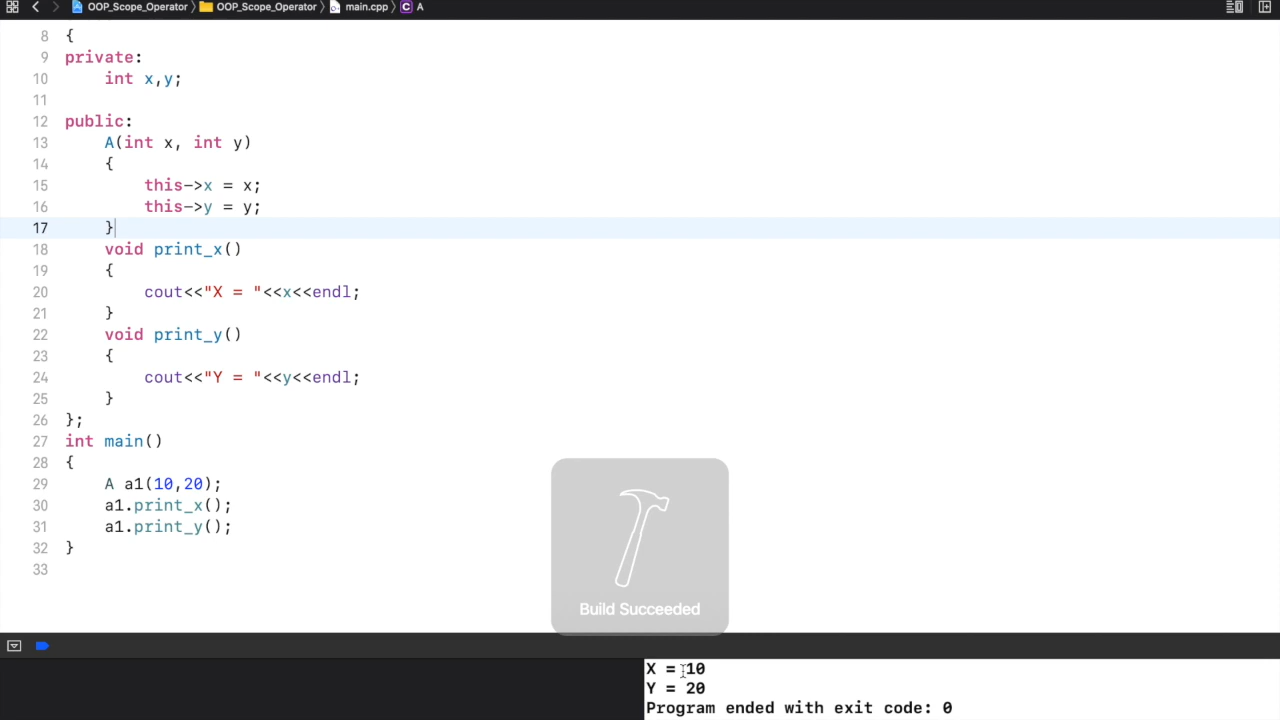 OOP_Scope_Operator OOP_Scope_Operator main.cpp C A
8 {
9 private:
10 int x,y;
11
12 public:
13 A(int x, int y)
14 {
15 this->x = x;
16 this->y = y;
17 }
18 void print_x()
19 {
20 cout<<"X = "<<x<<endl;
21 }
22 void print_y()
23 {
24 cout<<"Y = "<<y<<endl;
25 }
26 };
27 int main()
28 {
29 A a1(10,20);
30 a1.print_x();
31 a1.print_y();
32 }
33
Build Succeeded
X = 10
Y = 20
Program ended with exit code: 0